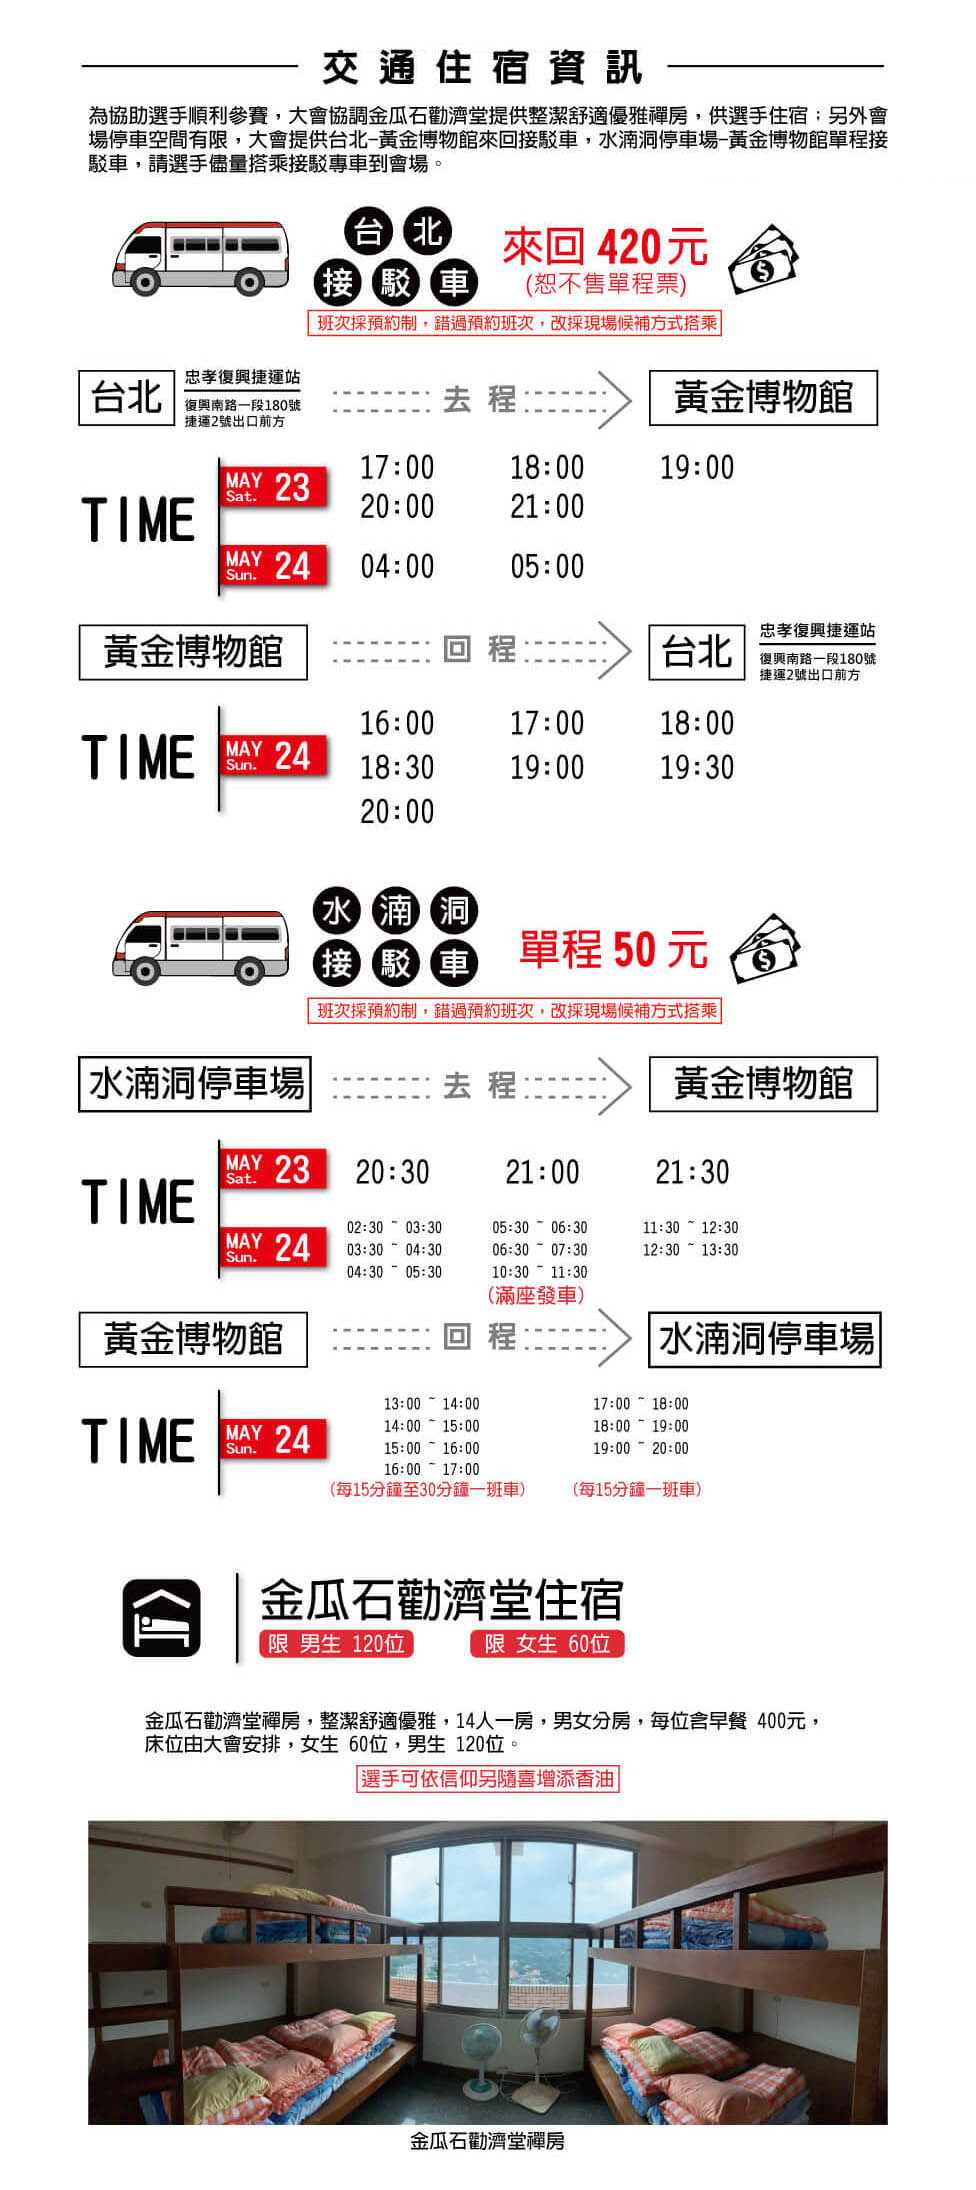 交通住宿資訊
為協助選手順利參賽，大會協調金瓜石勸濟堂提供整潔舒適優雅禪房，供選手住宿；另外會
場停車空間有限，大會提供台北-黃金博物館來回接駁車，水湳洞停車場-黃金博物館單程接
駁車，請選手儘量搭乘接駁專車到會場。
台北
接駁車
來回 420元
(恕不售單程票)
班次採預約制，錯過預約班次，改採現場候補方式搭乘
台北
忠孝復興捷運站
復興南路一段180號
捷運2號出口前方
去程
黃金博物館
TIME
MAY 23
Sat.
17:00 18:00 19:00
20:00 21:00
MAY 24
Sun.
04:00 05:00
黃金博物館
回程
台北
忠孝復興捷運站
復興南路一段180號
捷運2號出口前方
TIME
MAY 24
Sun.
16:00 17:00 18:00
18:30 19:00 19:30
20:00
水湳洞
接駁車
單程 50 元
班次採預約制，錯過預約班次，改採現場候補方式搭乘
水湳洞停車場
去程
黃金博物館
TIME
MAY 23
Sat.
20:30 21:00 21:30
MAY 24
Sun.
02:30 ~ 03:30 05:30 ~ 06:30 11:30 ~ 12:30
03:30 ~ 04:30 06:30 ~ 07:30 12:30 ~ 13:30
04:30 ~ 05:30 10:30 ~ 11:30
(滿座發車)
黃金博物館
回程
水湳洞停車場
TIME
MAY 24
Sun.
13:00 ~ 14:00 17:00 ~ 18:00
14:00 ~ 15:00 18:00 ~ 19:00
15:00 ~ 16:00 19:00 ~ 20:00
16:00 ~ 17:00
(每15分鐘至30分鐘一班車) (每15分鐘一班車)
金瓜石勸濟堂住宿
限 男生 120位 限 女生 60位
金瓜石勸濟堂禪房，整潔舒適優雅，14人一房，男女分房，每位含早餐 400元，
床位由大會安排，女生 60位，男生 120位。
選手可依信仰另隨喜增添香油
金瓜石勸濟堂禪房